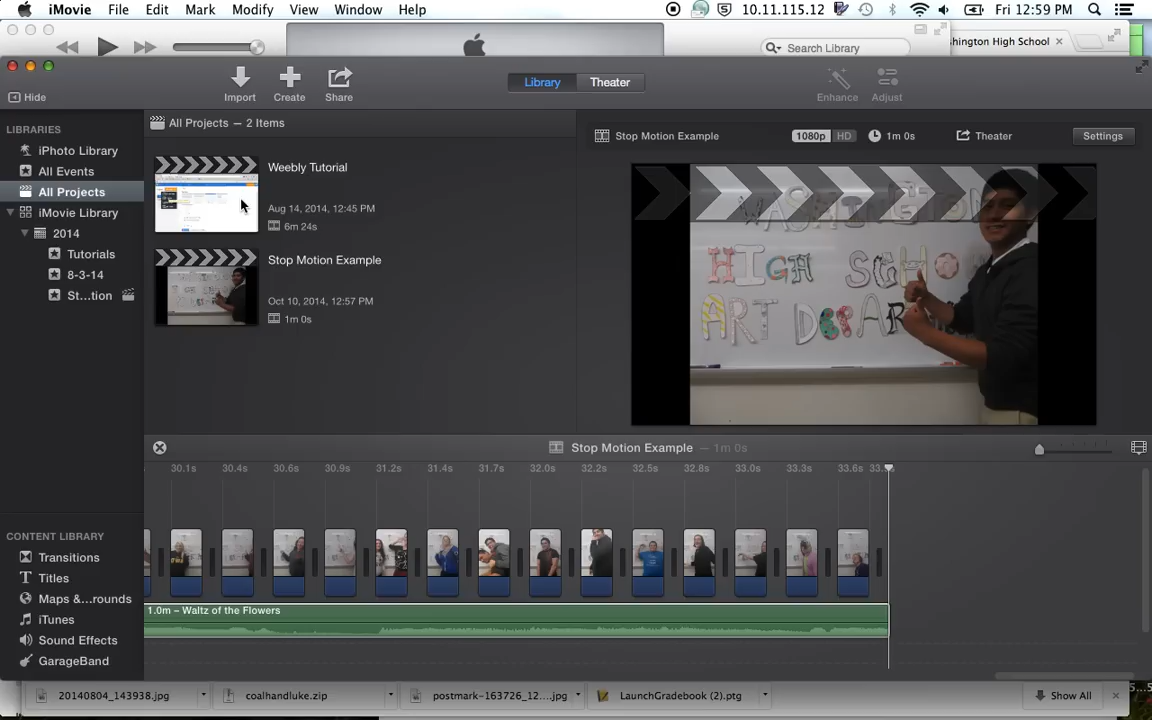 iMovie File Edit Mark Modify View Window Help 10.11.115.12 Fri 12:59 PM
Search Library
shington High School
Hide Import Create Share Library Theater Enhance Adjust
LIBRARIES
iPhoto Library
All Events
All Projects
iMovie Library
2014
Tutorials
8-3-14
St...tion
All Projects — 2 Items
Weebly Tutorial
Aug 14, 2014, 12:45 PM
6m 24s
Stop Motion Example
Oct 10, 2014, 12:57 PM
1m 0s
Stop Motion Example 1080p HD 1m 0s Theater Settings
WASHINGTON
HIGH SCHOOL
ART DEPAR
Stop Motion Example — 1m 0s
30.1s 30.4s 30.6s 30.9s 31.2s 31.4s 31.7s 32.0s 32.2s 32.5s 32.8s 33.0s 33.3s 33.6s 33.
1.0m – Waltz of the Flowers
CONTENT LIBRARY
Transitions
Titles
Maps &...rounds
iTunes
Sound Effects
GarageBand
20140804_143938.jpg coalhandluke.zip postmark-163726_12....jpg LaunchGradebook (2).ptg Show All